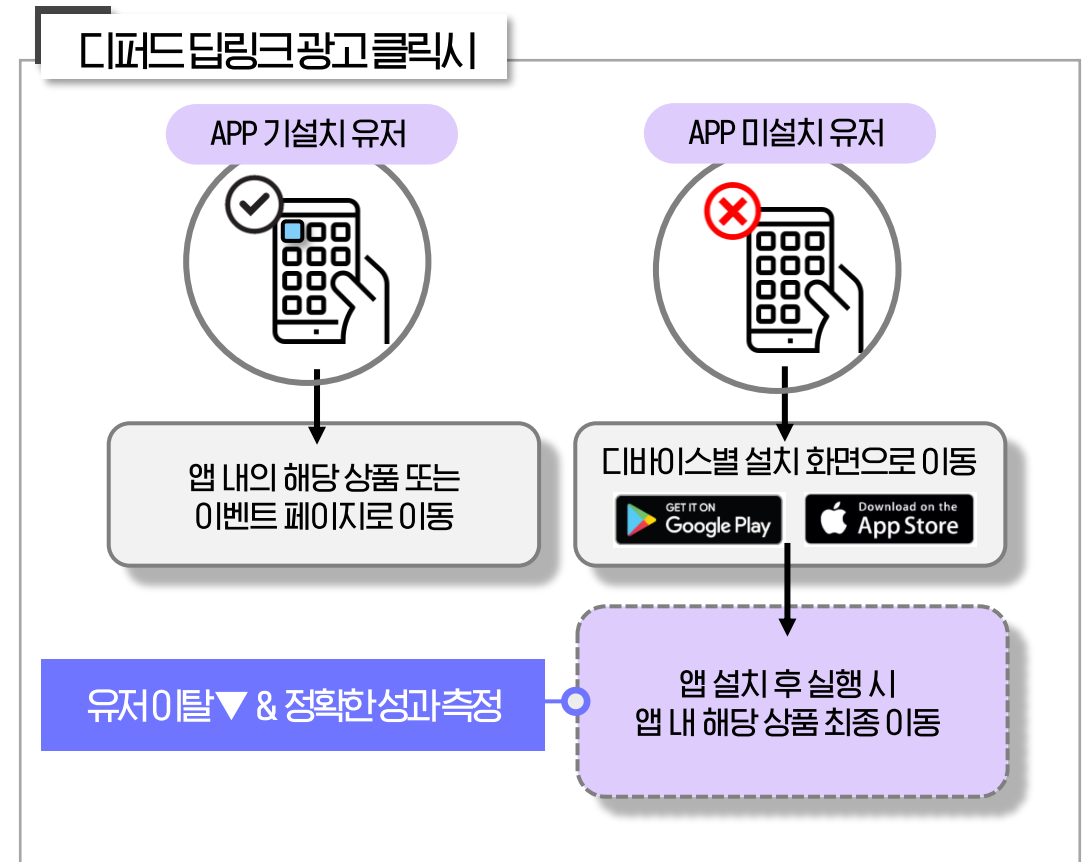 디퍼드 딥링크 광고 클릭시
APP 기설치 유저
앱 내의 해당 상품 또는
이벤트 페이지로 이동
APP 미설치 유저
디바이스별 설치 화면으로 이동
GET IT ON
Google Play
Download on the
App Store
앱 설치 후 실행 시
앱 내 해당 상품 최종 이동
유저 이탈▼ & 정확한 성과 측정